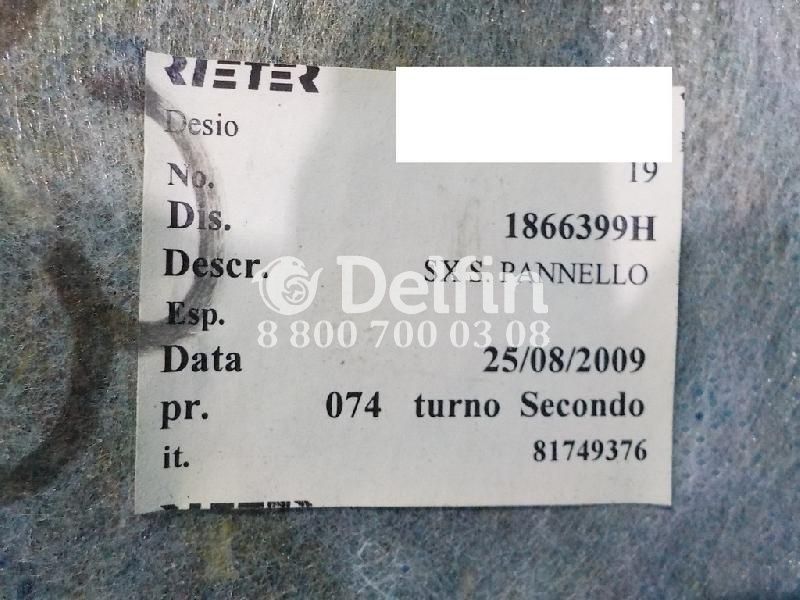 RIETER
Desio
No. 19
Dis. 1866399H
Descr. SX S. PANNELLO
Delfin
Esp.
8 800 700 03 08
Data 25/08/2009
pr. 074 turno Secondo
it. 81749376
RIETER